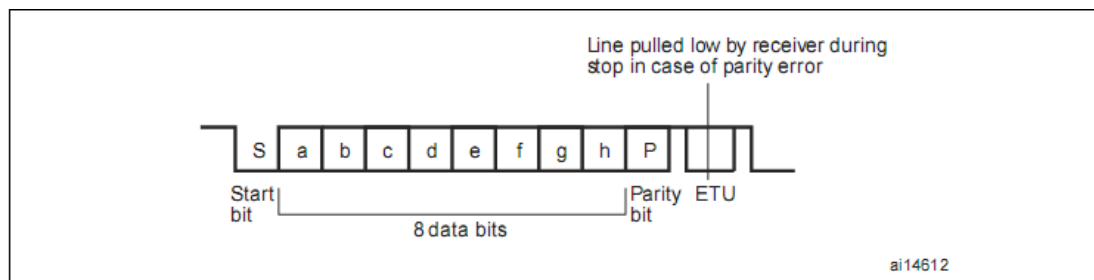 Line pulled low by receiver during
stop in case of parity error
S a b c d e f g h P
Start
bit
8 data bits
Parity
bit
ETU
ai14612